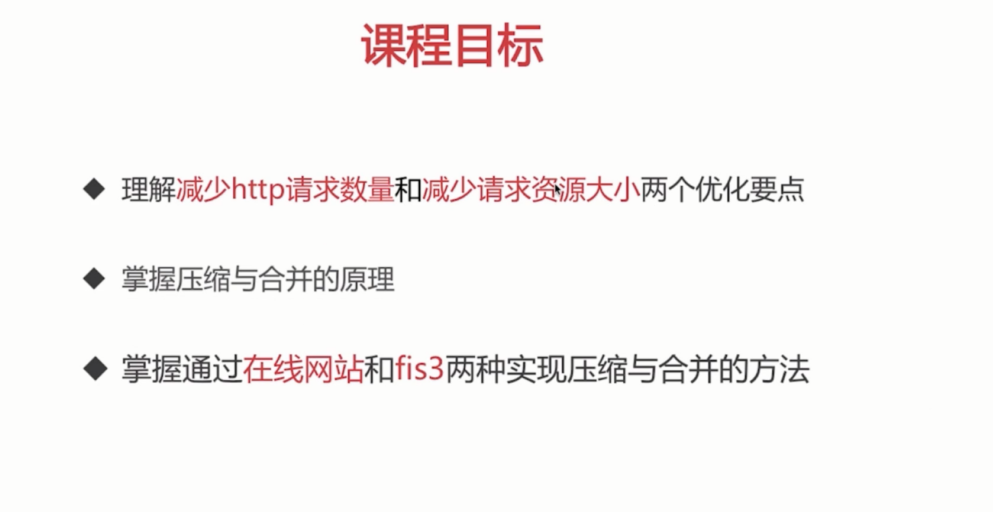 课程目标
◆ 理解减少http请求数量和减少请求资源大小两个优化要点
◆ 掌握压缩与合并的原理
◆ 掌握通过在线网站和fis3两种实现压缩与合并的方法